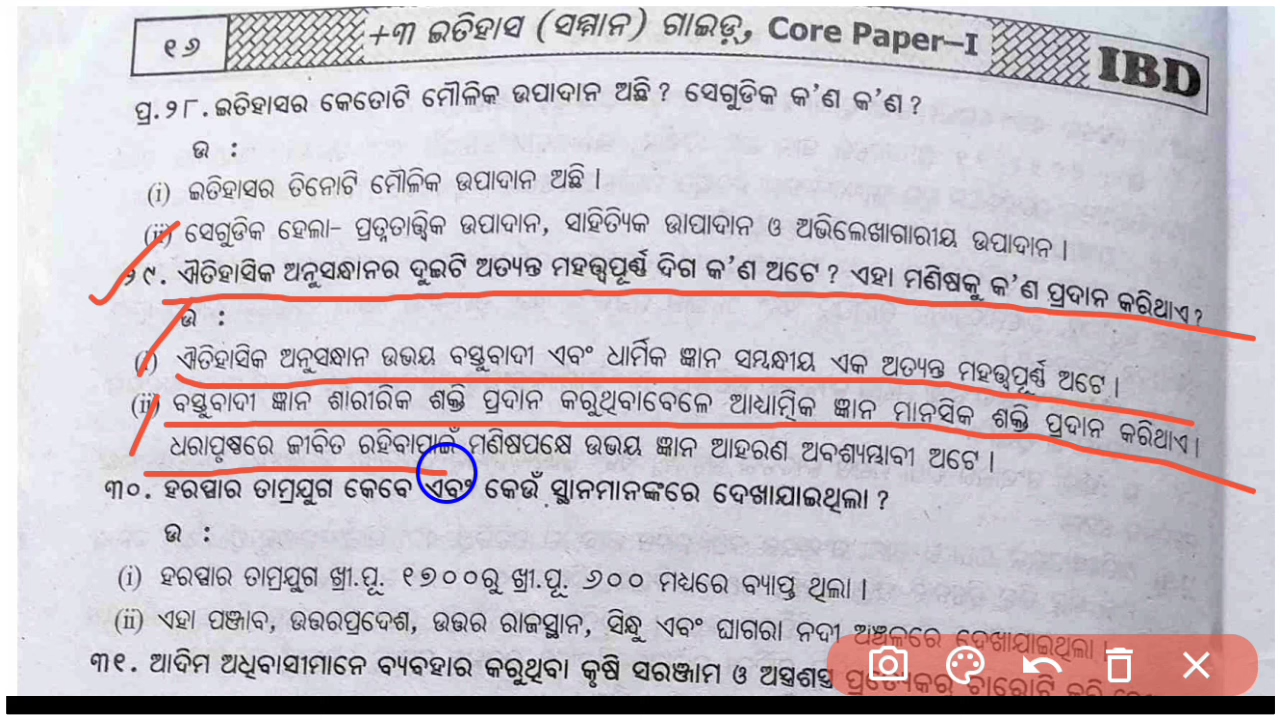 ୧୬ +୩ ଇତିହାସ (ସମ୍ମାନ) ଗାଇଡ୍, Core Paper–I IBD
ପ୍ର.୨୮. ଇତିହାସର କେତୋଟି ମୌଳିକ ଉପାଦାନ ଅଛି ? ସେଗୁଡିକ କ'ଣ କ'ଣ ?
ଉ :
(i) ଇତିହାସର ତିନୋଟି ମୌଳିକ ଉପାଦାନ ଅଛି ।
(ii) ସେଗୁଡିକ ହେଲା– ପ୍ରତ୍ନତାତ୍ତ୍ୱିକ ଉପାଦାନ, ସାହିତ୍ୟିକ ଉାପାଦାନ ଓ ଅଭିଲେଖାଗାରୀୟ ଉପାଦାନ ।
୨୯. ଐତିହାସିକ ଅନୁସନ୍ଧାନର ଦୁଇଟି ଅତ୍ୟନ୍ତ ମହତ୍ତ୍ୱପୂର୍ଣ୍ଣ ଦିଗ କ'ଣ ଅଟେ ? ଏହା ମଣିଷକୁ କ'ଣ ପ୍ରଦାନ କରିଥାଏ ?
ଉ :
(i) ଐତିହାସିକ ଅନୁସନ୍ଧାନ ଉଭୟ ବସ୍ତୁବାଦୀ ଏବଂ ଧାର୍ମିକ ଜ୍ଞାନ ସମ୍ବନ୍ଧୀୟ ଏକ ଅତ୍ୟନ୍ତ ମହତ୍ତ୍ୱପୂର୍ଣ୍ଣ ଅଟେ ।
(ii) ବସ୍ତୁବାଦୀ ଜ୍ଞାନ ଶାରୀରିକ ଶକ୍ତି ପ୍ରଦାନ କରୁଥିବାବେଳେ ଆଧ୍ୟାତ୍ମିକ ଜ୍ଞାନ ମାନସିକ ଶକ୍ତି ପ୍ରଦାନ କରିଥାଏ ।
ଧରାପୃଷ୍ଠରେ ଜୀବିତ ରହିବାପାଇଁ ମଣିଷପକ୍ଷେ ଉଭୟ ଜ୍ଞାନ ଆହରଣ ଅବଶ୍ୟମ୍ଭାବୀ ଅଟେ ।
୩୦. ହରପ୍ପାର ତାମ୍ରଯୁଗ କେବେ ଏବଂ କେଉଁ ସ୍ଥାନମାନଙ୍କରେ ଦେଖାଯାଇଥିଲା ?
ଉ :
(i) ହରପ୍ପାର ତାମ୍ରଯୁଗ ଖ୍ରୀ.ପୂ. ୧୭୦୦ରୁ ଖ୍ରୀ.ପୂ. ୬୦୦ ମଧ୍ୟରେ ବ୍ୟାପ୍ତ ଥିଲା ।
(ii) ଏହା ପଞ୍ଜାବ, ଉତ୍ତରପ୍ରଦେଶ, ଉତ୍ତର ରାଜସ୍ଥାନ, ସିନ୍ଧୁ ଏବଂ ଘାଗରା ନଦୀ ଅଞ୍ଚଳରେ ଦେଖାଯାଇଥିଲା ।
୩୧. ଆଦିମ ଅଧିବାସୀମାନେ ବ୍ୟବହାର କରୁଥିବା କୃଷି ସରଞ୍ଜାମ ଓ ଅସ୍ତ୍ରଶସ୍ତ୍ର ପ୍ରତ୍ୟେକର ଚାରୋଟି